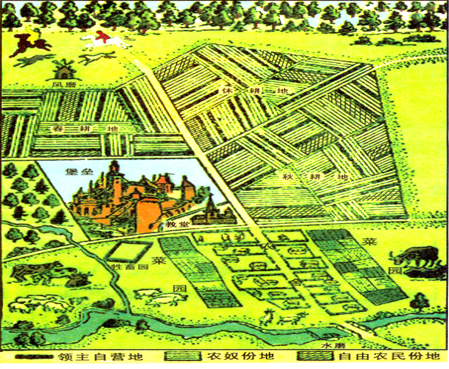 风磨
休耕地
春耕地
堡垒
秋耕地
教堂
牲畜园
菜园
菜园
水磨
领主自营地 农奴份地 自由农民份地